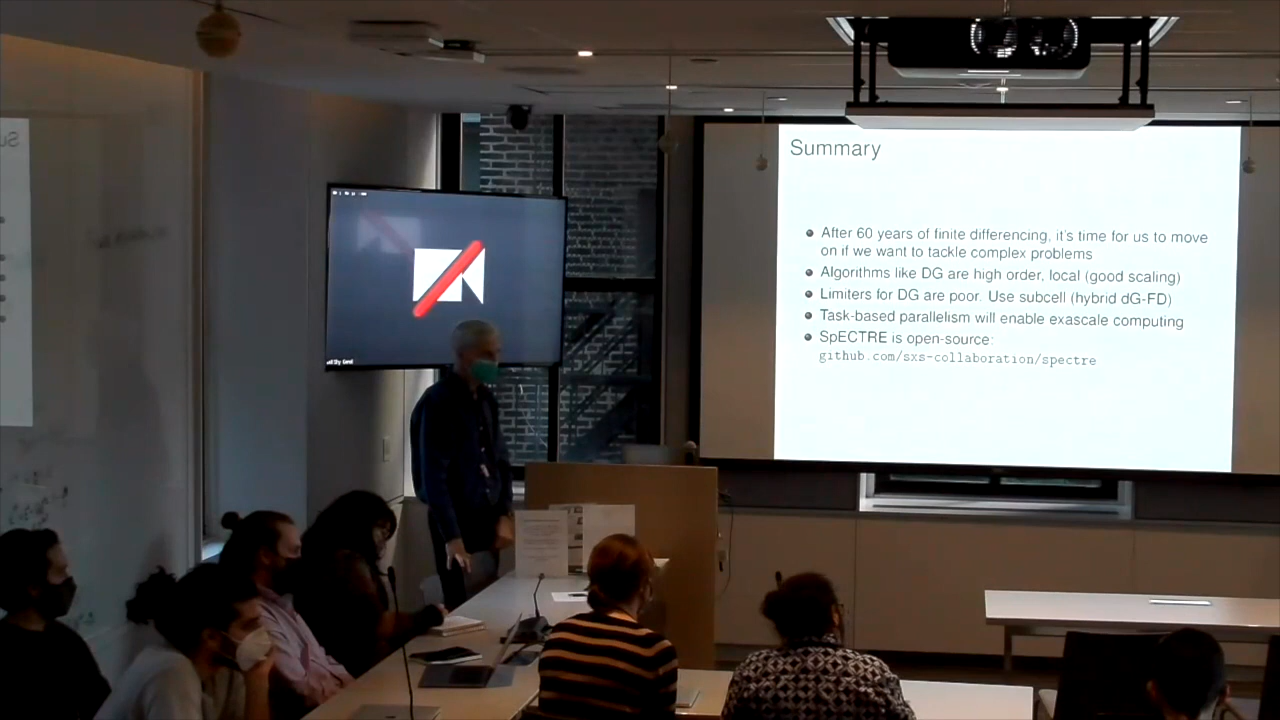 Summary
After 60 years of finite differencing, it's time for us to move
on if we want to tackle complex problems
Algorithms like DG are high order, local (good scaling)
Limiters for DG are poor. Use subcell (hybrid dG-FD)
Task-based parallelism will enable exascale computing
SpECTRE is open-source:
github.com/sxs-collaboration/spectre